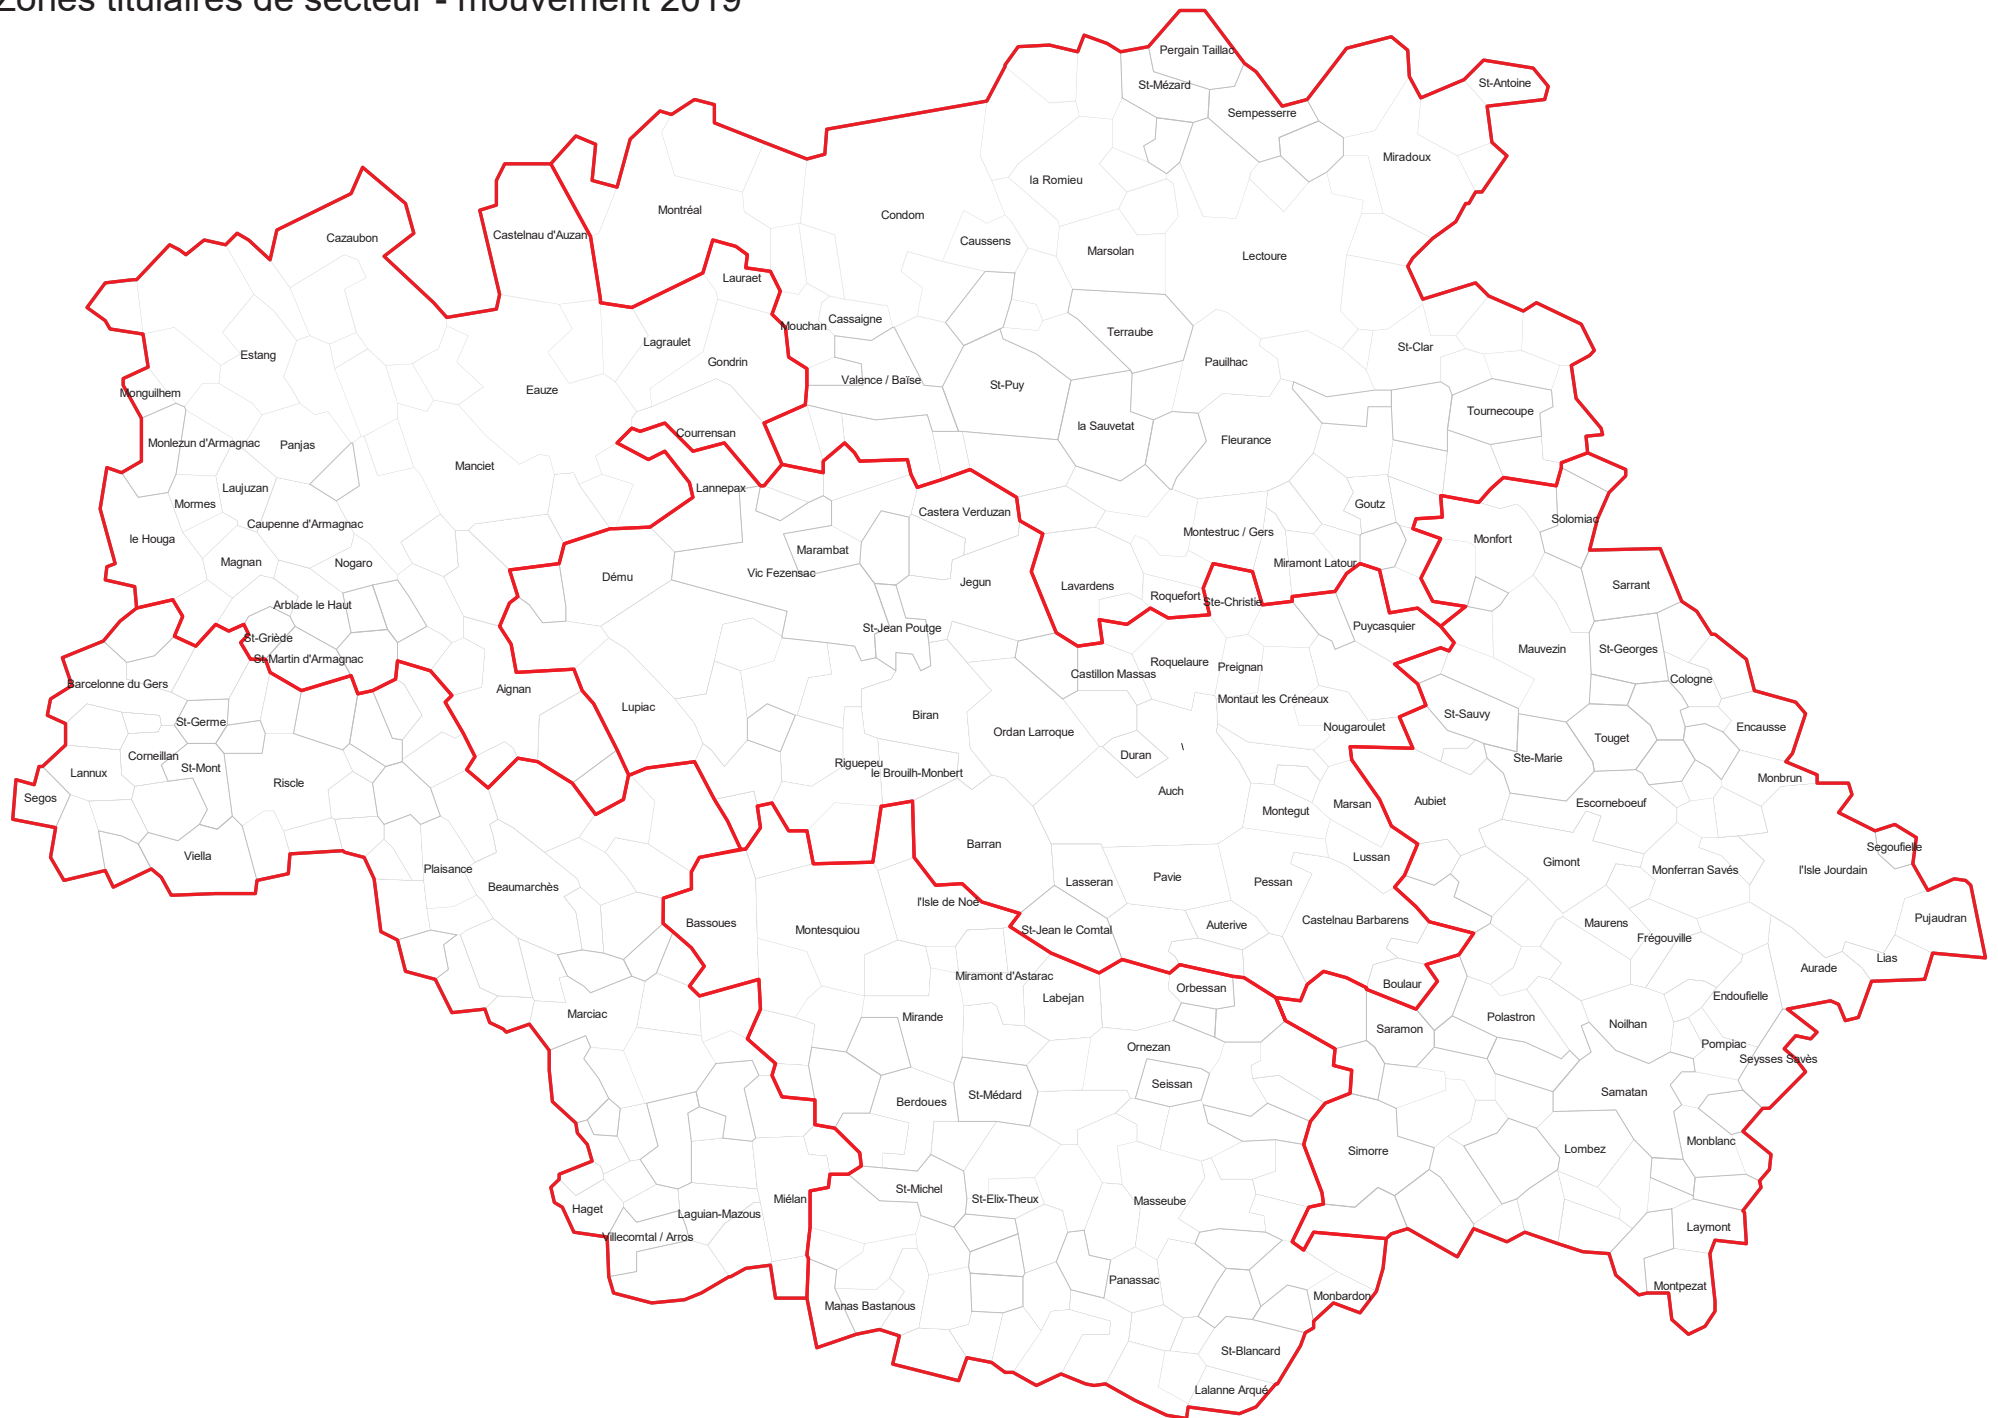 Zones titulaires de secteur - mouvement 2019
Pergain Taillac
St-Mézard
St-Antoine
Sempesserre
Miradoux
la Romieu
Montréal
Condom
Cazaubon
Castelnau d'Auzan
Caussens
Marsolan
Lectoure
Lauraet
Mouchan
Cassaigne
Terraube
Lagraulet
Gondrin
St-Clar
Estang
Pauilhac
Monguilhem
Eauze
Valence / Baïse
St-Puy
Tournecoupe
la Sauvetat
Courrensan
Fleurance
Monlezun d'Armagnac
Panjas
Manciet
Laujuzan
Lannepax
Mormes
Goutz
Castera Verduzan
Solomiac
Caupenne d'Armagnac
Montestruc / Gers
le Houga
Monfort
Marambat
Magnan
Nogaro
Miramont Latour
Vic Fezensac
Dému
Jegun
Lavardens
Sarrant
Roquefort
Ste-Christie
Arblade le Haut
Puycasquier
St-Jean Poutge
St-Griède
Mauvezin
St-Georges
St-Martin d'Armagnac
Roquelaure
Preignan
Castillon Massas
Cologne
Barcelonne du Gers
Aignan
Montaut les Créneaux
Lupiac
Biran
St-Sauvy
St-Germe
Nougaroulet
Encausse
Ordan Larroque
Touget
\
Corneillan
Duran
Ste-Marie
St-Mont
Riguepeu
le Brouilh-Monbert
Lannux
Monbrun
Riscle
Auch
Segos
Aubiet
Escorneboeuf
Marsan
Montegut
Barran
Segoufielle
Viella
Lussan
Gimont
Plaisance
Monferran Savés
l'Isle Jourdain
Pavie
Lasseran
Pessan
Beaumarchès
l'Isle de Noé
Bassoues
Montesquiou
St-Jean le Comtal
Auterive
Castelnau Barbarens
Maurens
Pujaudran
Frégouville
Lias
Aurade
Miramont d'Astarac
Boulaur
Orbessan
Labejan
Endoufielle
Marciac
Mirande
Polastron
Noilhan
Saramon
Pompiac
Ornezan
Seysses Savès
Seissan
St-Médard
Samatan
Berdoues
Monblanc
Simorre
Lombez
St-Michel
Miélan
St-Elix-Theux
Masseube
Haget
Laguian-Mazous
Laymont
Villecomtal / Arros
Panassac
Montpezat
Monbardon
Manas Bastanous
St-Blancard
Lalanne Arqué